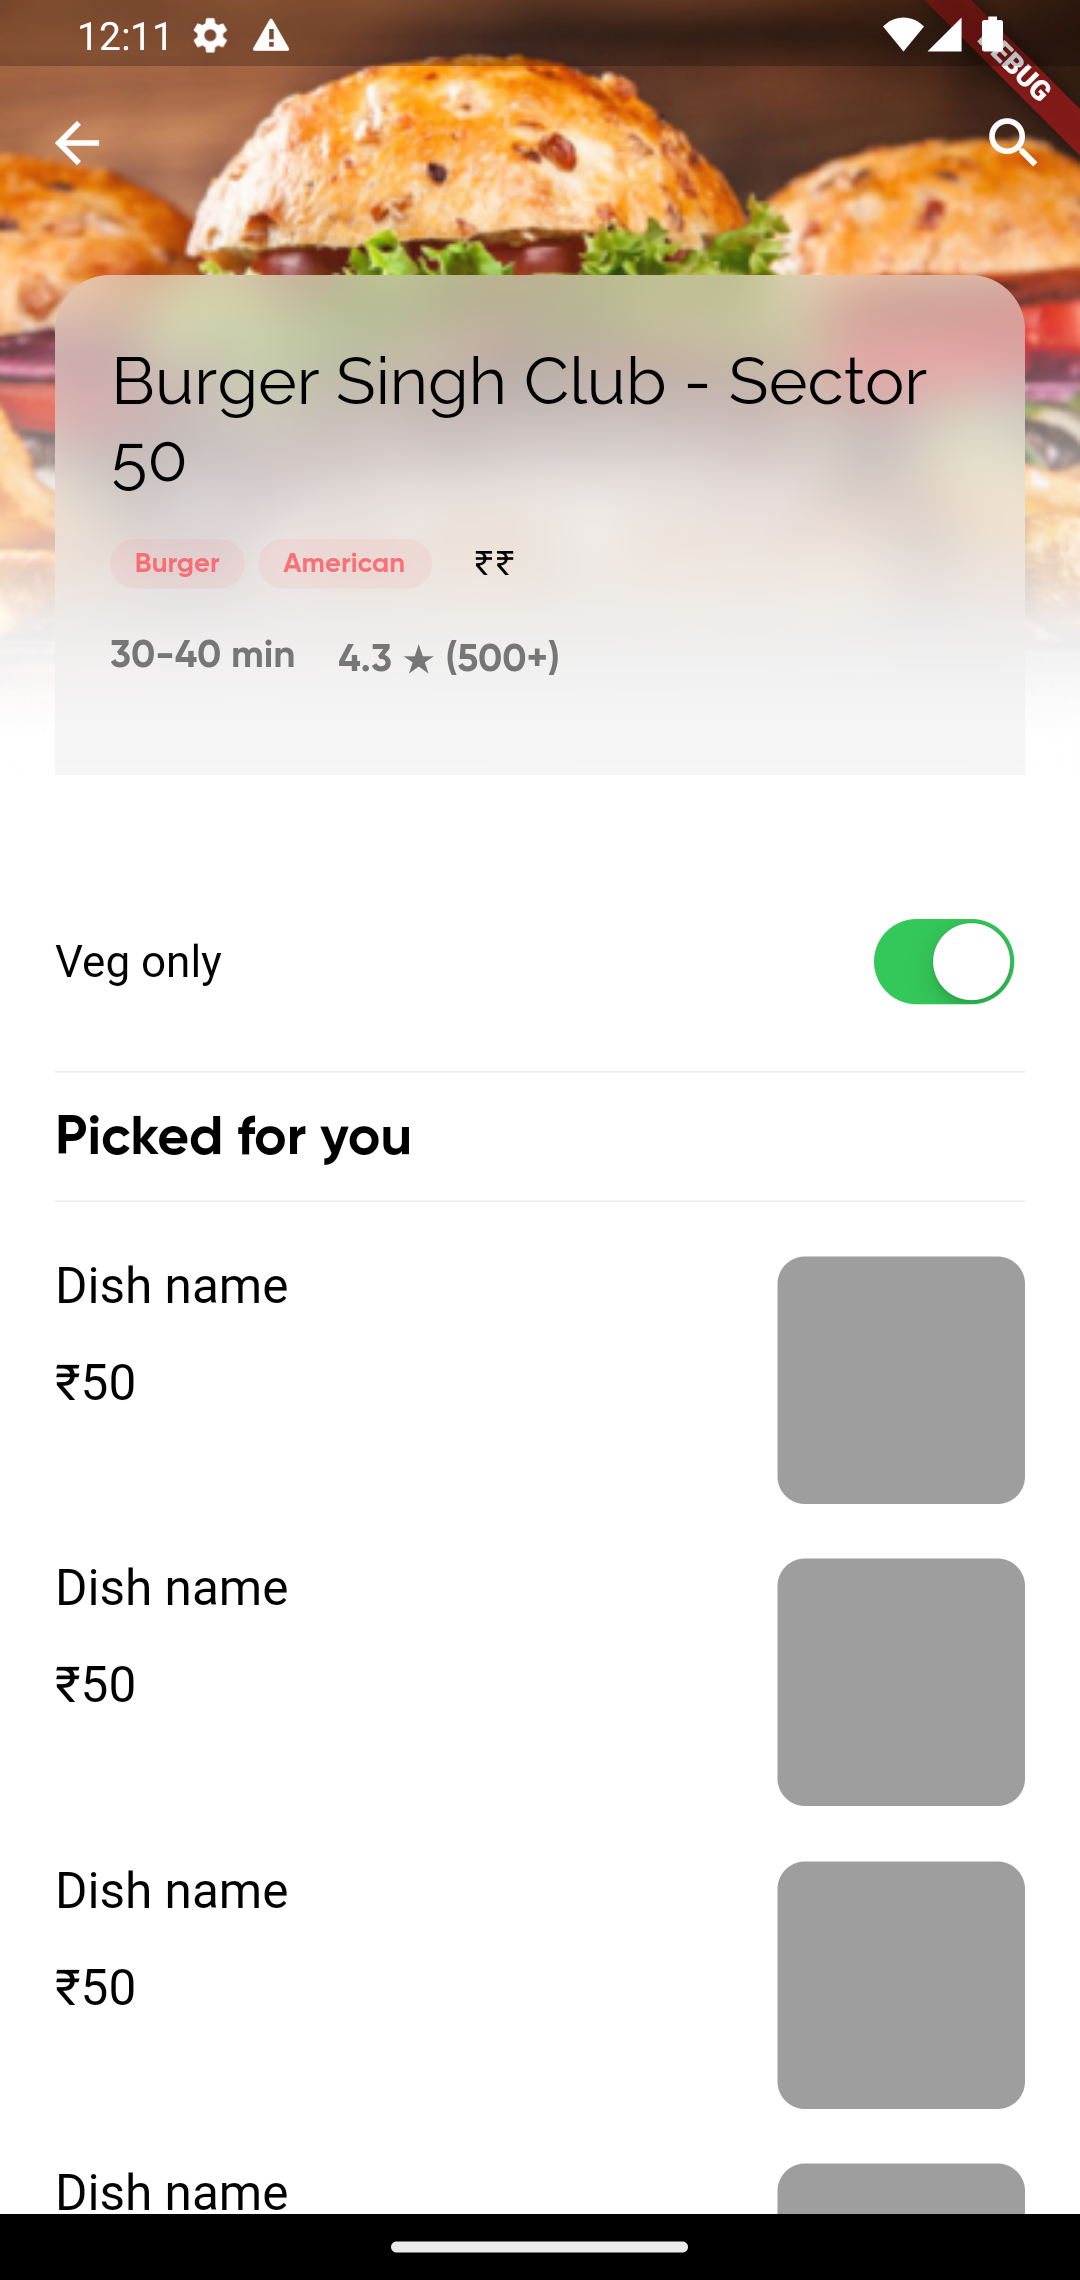 12:11
DEBUG
Burger Singh Club - Sector
50
Burger American ₹₹
30-40 min 4.3 ★ (500+)
Veg only
Picked for you
Dish name
₹50
Dish name
₹50
Dish name
₹50
Dish name